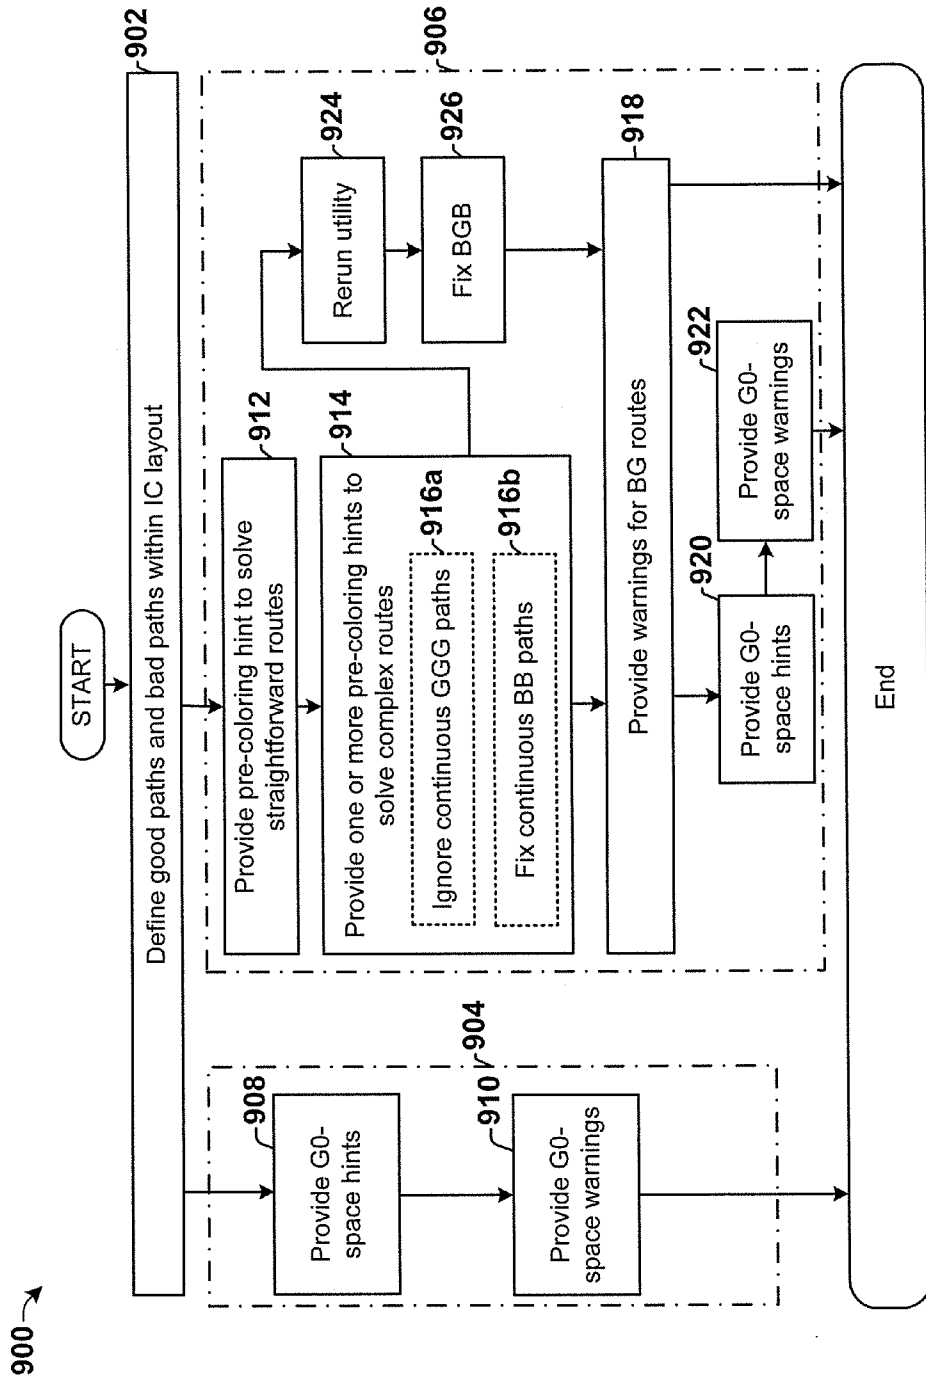 900
START
902
Define good paths and bad paths within IC layout
904
906
908
Provide G0-
space hints
910
Provide G0-
space warnings
912
Provide pre-coloring hint to solve
straightforward routes
914
Provide one or more pre-coloring hints to
solve complex routes
916a
Ignore continuous GGG paths
916b
Fix continuous BB paths
924
Rerun utility
926
Fix BGB
918
Provide warnings for BG routes
920
Provide G0-
space hints
922
Provide G0-
space warnings
End